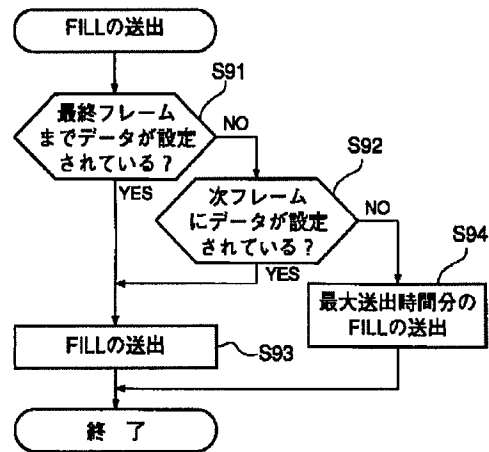 FILLの送出
S91
最終フレーム
までデータが設定
されている?
NO
YES
S92
次フレーム
にデータが設定
されている?
NO
YES
S94
最大送出時間分の
FILLの送出
FILLの送出
S93
終 了